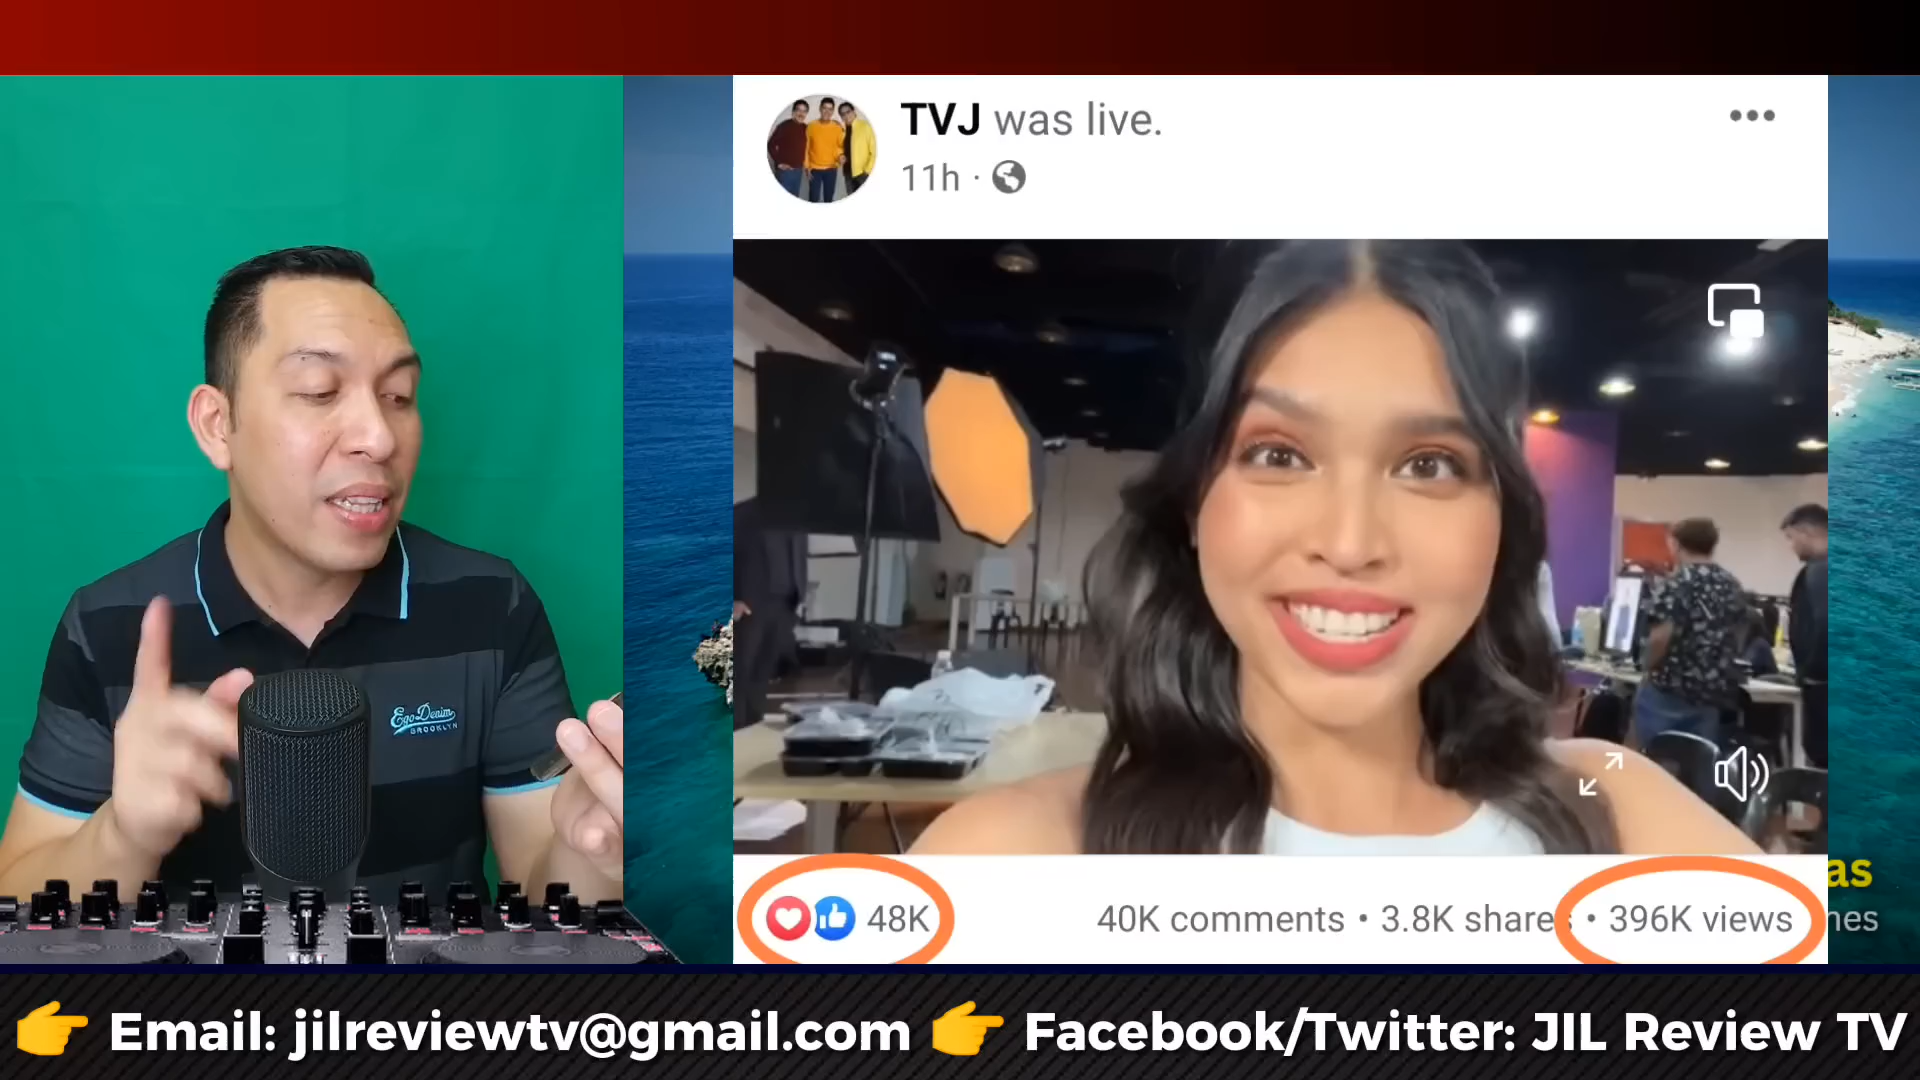 TVJ was live.
11h ·
Ego Denim
BROOKLYN
48K
40K comments • 3.8K shares • 396K views
as
nes
👉 Email: jilreviewtv@gmail.com 👉 Facebook/Twitter: JIL Review TV